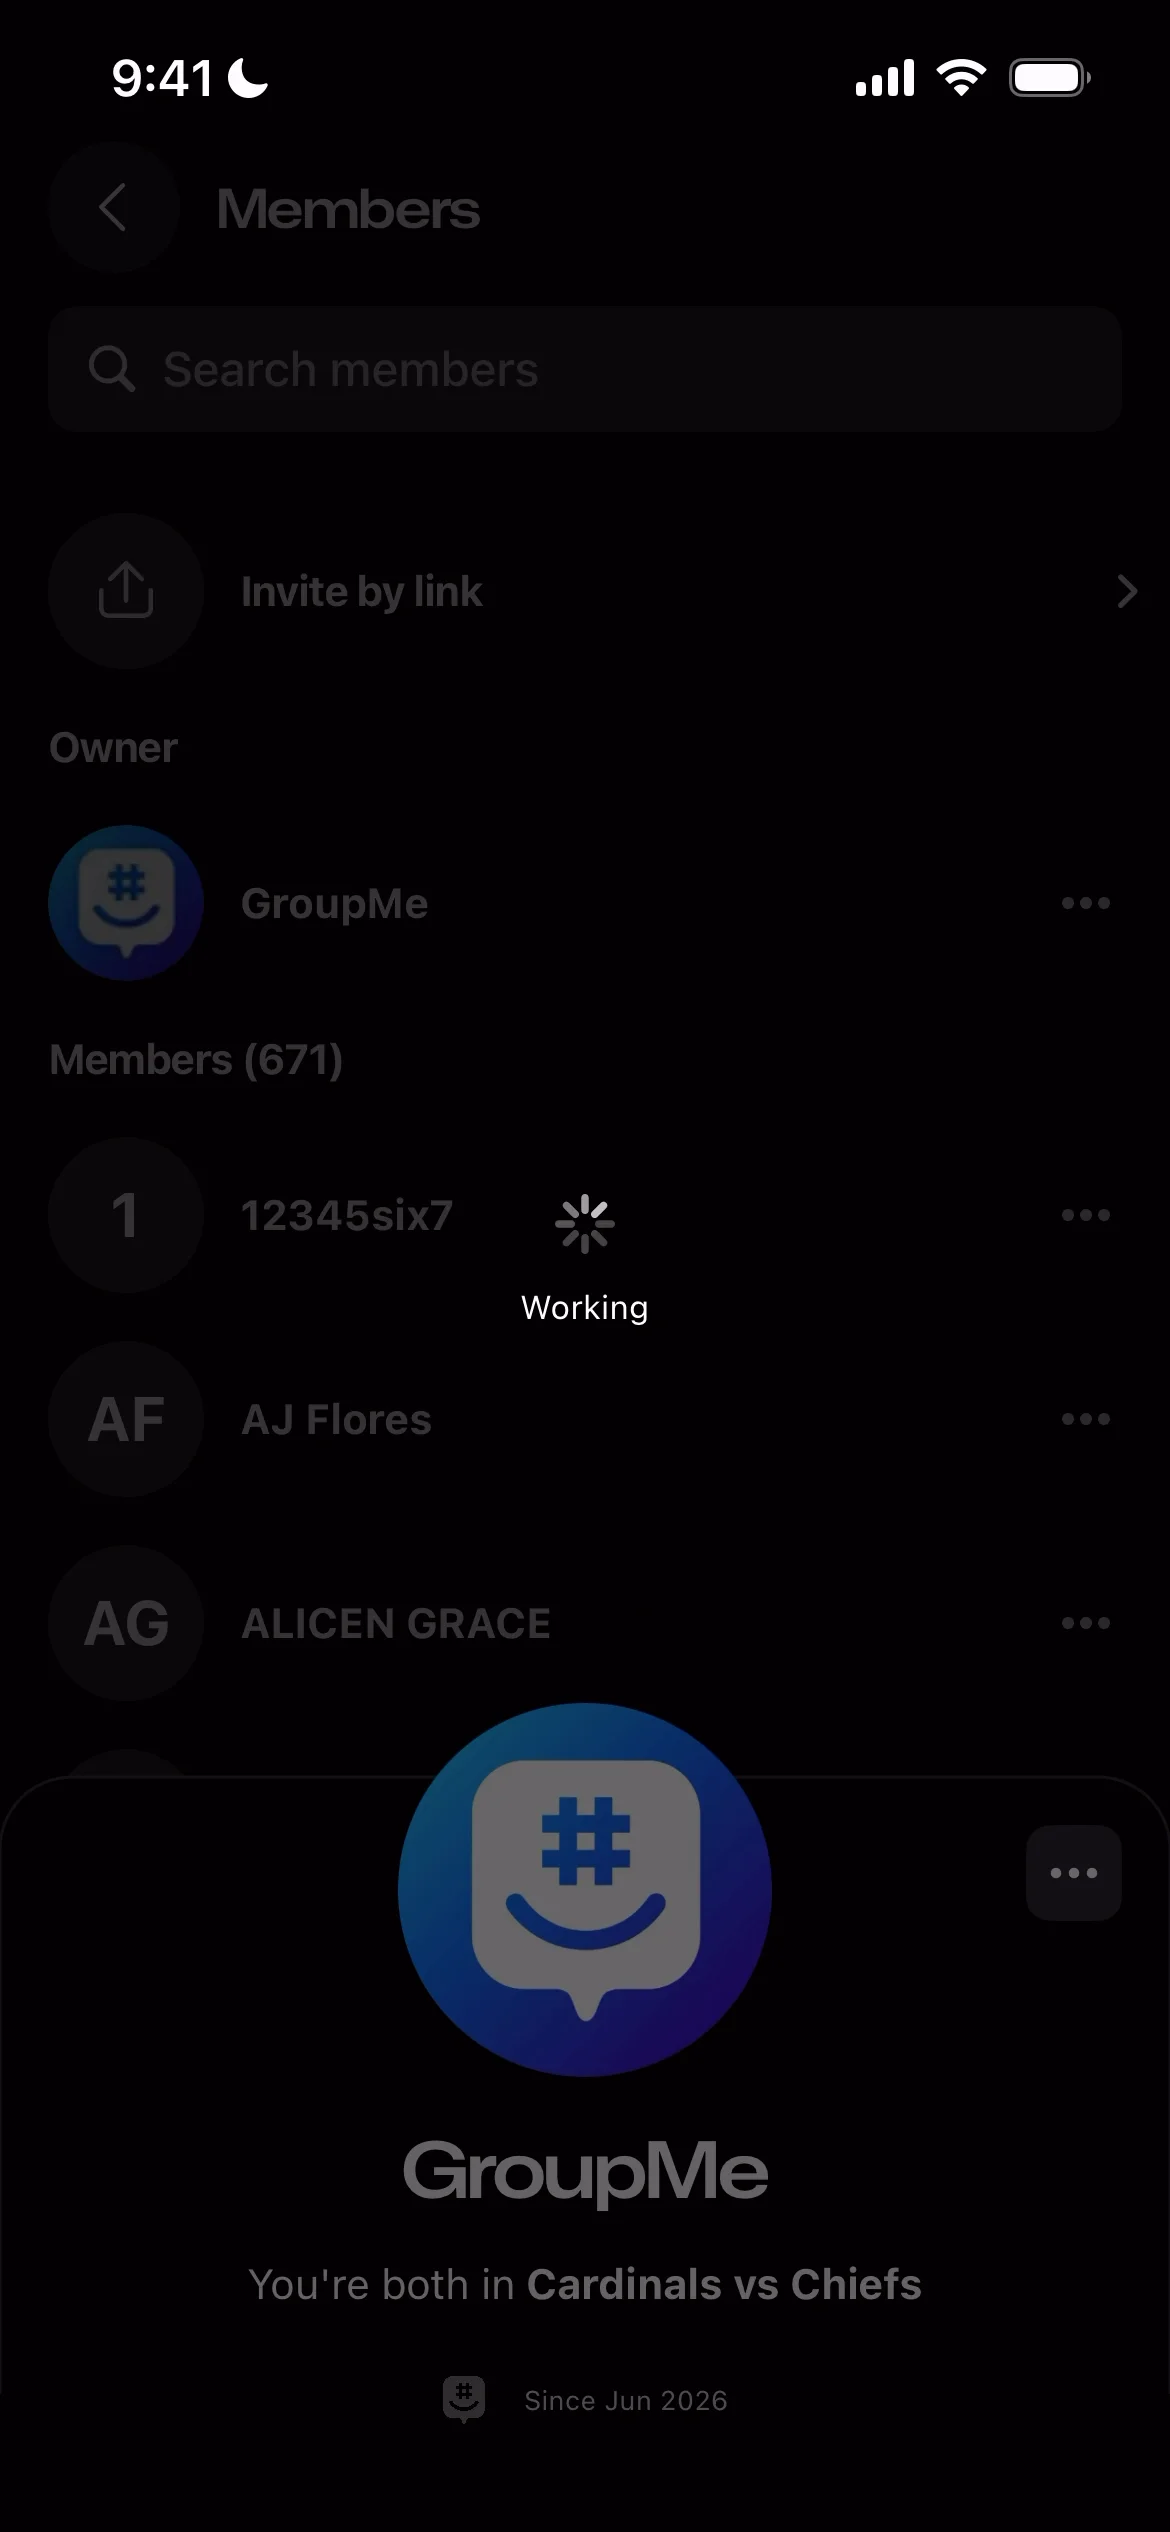 9:41
Members
Search members
Invite by link
Owner
GroupMe
Members (671)
1
12345six7
Working
AF
AJ Flores
AG
ALICEN GRACE
#
GroupMe
You're both in Cardinals vs Chiefs
Since Jun 2026